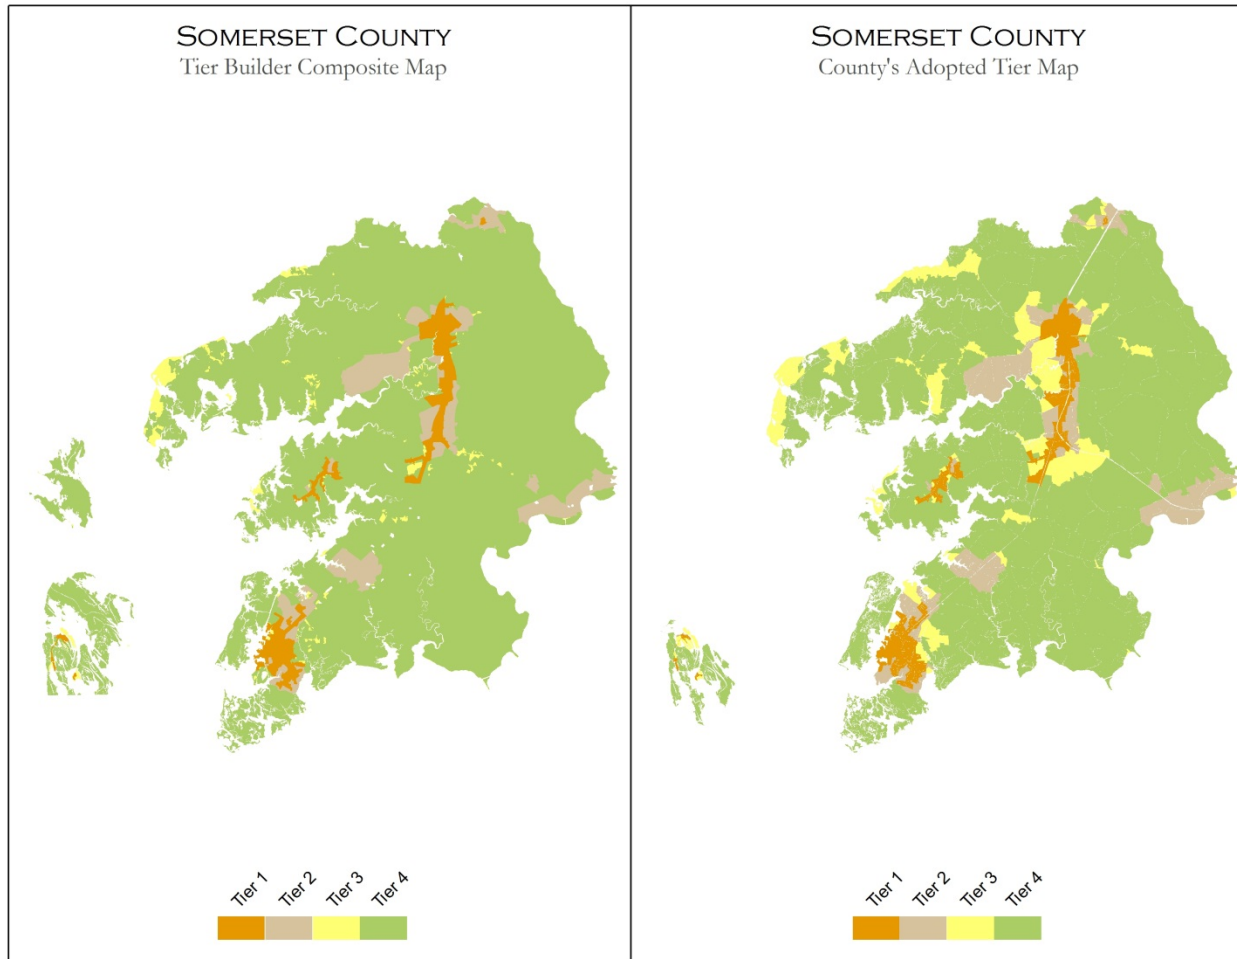 SOMERSET COUNTY
Tier Builder Composite Map
Tier 1
Tier 2
Tier 3
Tier 4
SOMERSET COUNTY
County's Adopted Tier Map
Tier 1
Tier 2
Tier 3
Tier 4